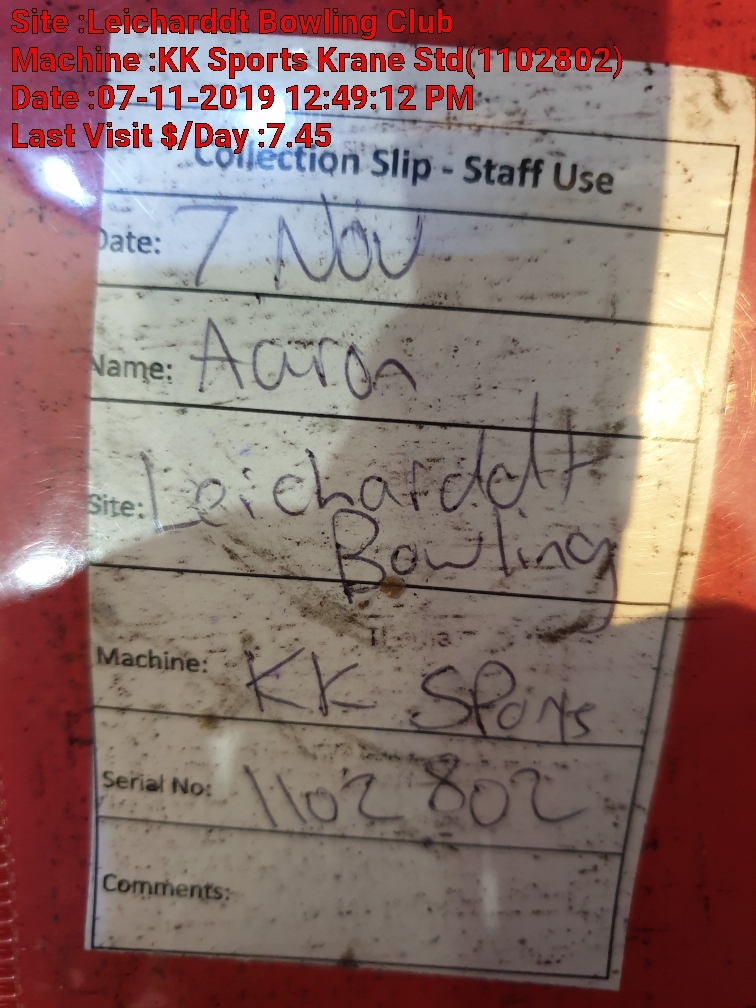 Site :Leicharddt Bowling Club
Machine :KK Sports Krane Std(1102802)
Date :07-11-2019 12:49:12 PM
Last Visit $/Day :7.45
Collection Slip - Staff Use
Date: 7 Nov
Name: Aaron
Site: Leicharddt
Bowling
Machine: KK Sports
Serial No: 1102802
Comments: